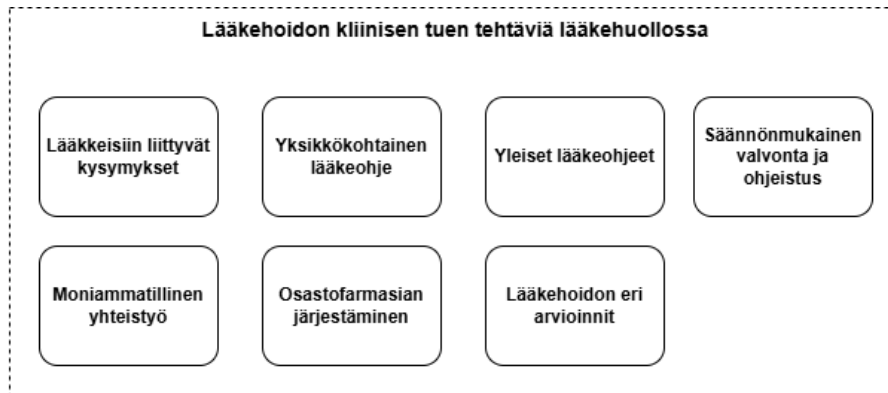 Lääkehoidon kliinisen tuen tehtäviä lääkehuollossa
Lääkkeisiin liittyvät
kysymykset
Yksikkökohtainen
lääkeohje
Yleiset lääkeohjeet
Säännönmukainen
valvonta ja
ohjeistus
Moniammatillinen
yhteistyö
Osastofarmasian
järjestäminen
Lääkehoidon eri
arvioinnit